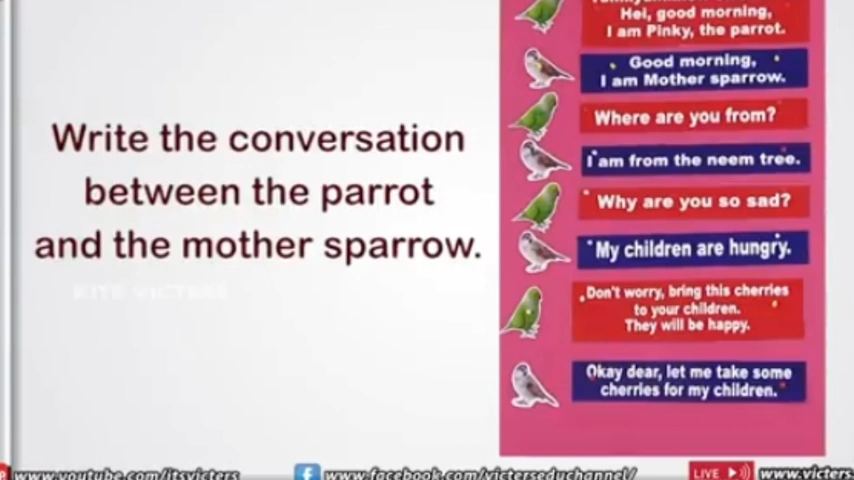 Write the conversation
between the parrot
and the mother sparrow.
KITE VICTERS
Hei, good morning,
I am Pinky, the parrot.
Good morning,
I am Mother sparrow.
Where are you from?
I am from the neem tree.
Why are you so sad?
My children are hungry.
Don't worry, bring this cherries
to your children.
They will be happy.
Okay dear, let me take some
cherries for my children.
www.youtube.com/itsvicters
www.facebook.com/victerseduchannel/
LIVE
www.victers.